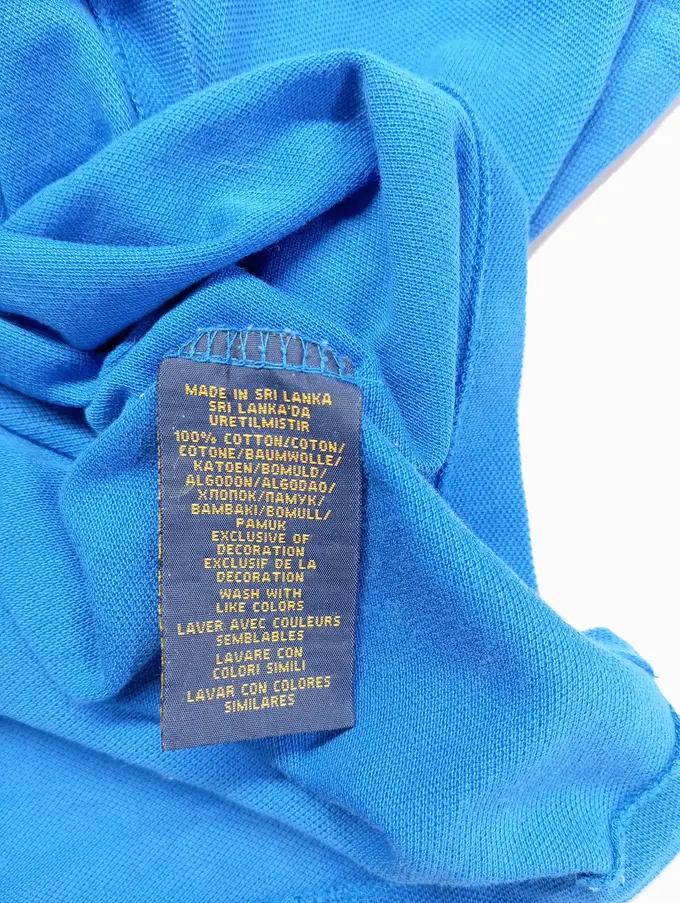 MADE IN SRI LANKA
SRI LANKA'DA
URETILMISTIR
100% COTTON/COTON/
COTONE/BAUMWOLLE/
KATOEN/BOMULD/
ALGODON/ALGODAO/
ХЛОПОК/ПАМУК/
BAMBAKI/BOMULL/
PAMUK
EXCLUSIVE OF
DECORATION
EXCLUSIF DE LA
DECORATION
WASH WITH
LIKE COLORS
LAVER AVEC COULEURS
SEMBLABLES
LAVARE CON
COLORI SIMILI
LAVAR CON COLORES
SIMILARES